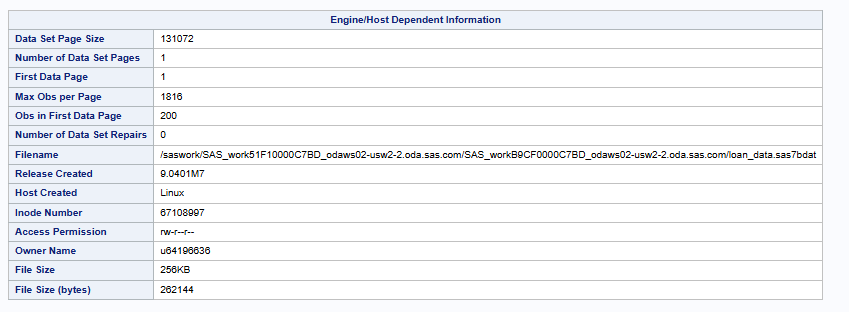 Engine/Host Dependent Information
Data Set Page Size 131072
Number of Data Set Pages 1
First Data Page 1
Max Obs per Page 1816
Obs in First Data Page 200
Number of Data Set Repairs 0
Filename /saswork/SAS_work51F10000C7BD_odaws02-usw2-2.oda.sas.com/SAS_workB9CF0000C7BD_odaws02-usw2-2.oda.sas.com/loan_data.sas7bdat
Release Created 9.0401M7
Host Created Linux
Inode Number 67108997
Access Permission rw-r--r--
Owner Name u64196636
File Size 256KB
File Size (bytes) 262144